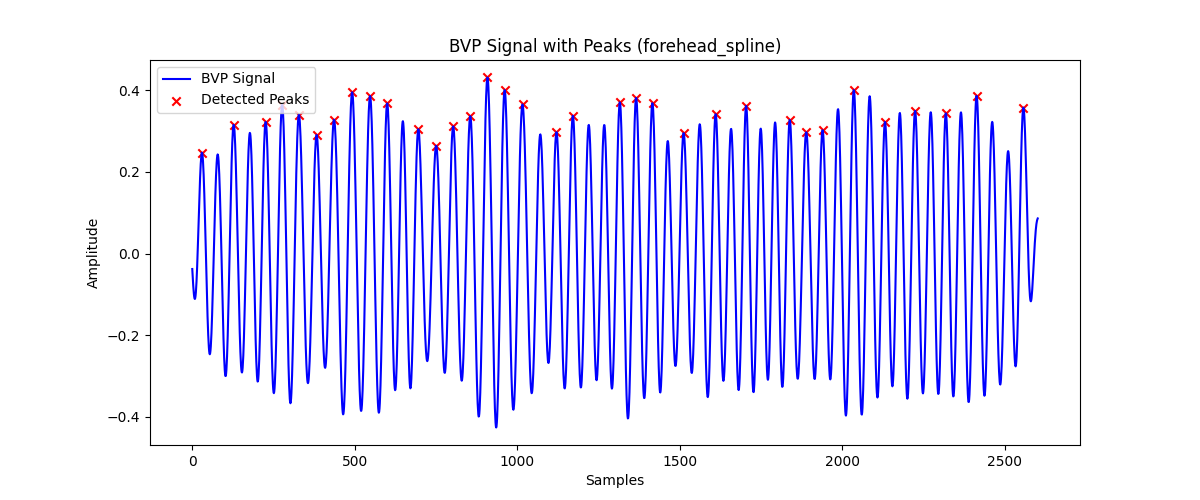 BVP Signal with Peaks (forehead_spline)
BVP Signal
Detected Peaks
0.4
0.2
0.0
−0.2
−0.4
Amplitude
0 500 1000 1500 2000 2500
Samples